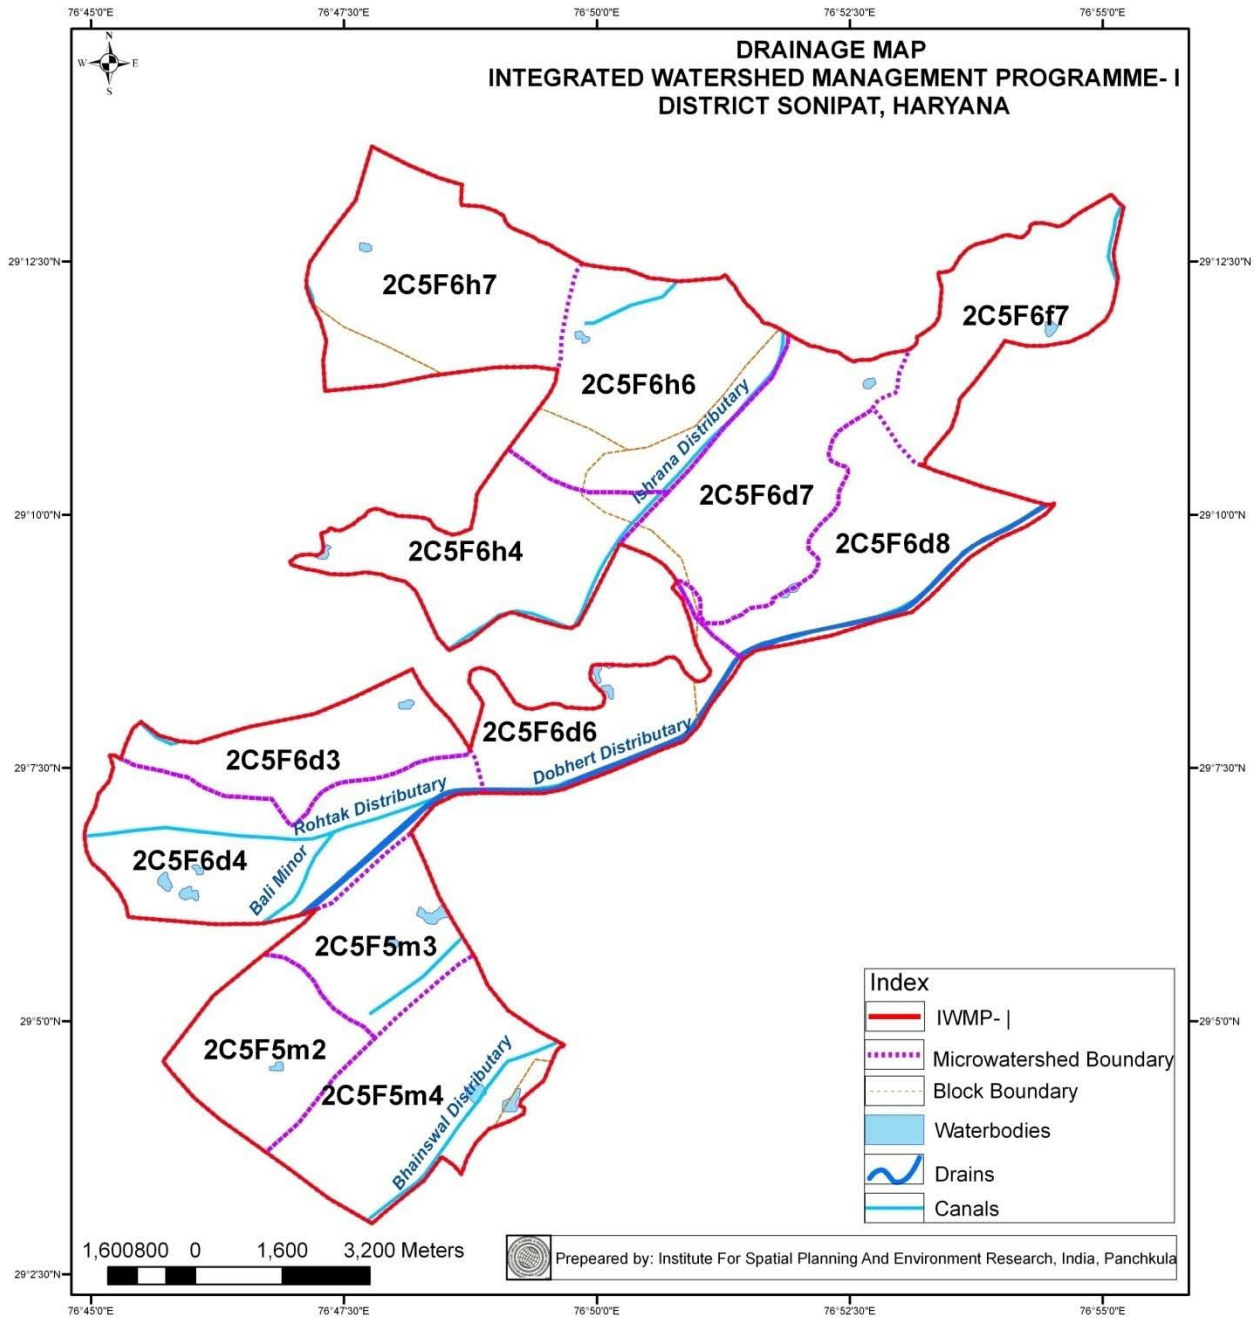 76°45'0"E 76°47'30"E 76°50'0"E 76°52'30"E 76°55'0"E
N
W E
S
DRAINAGE MAP
INTEGRATED WATERSHED MANAGEMENT PROGRAMME- I
DISTRICT SONIPAT, HARYANA
29°12'30"N 29°12'30"N
2C5F6h7
2C5F6f7
2C5F6h6
Ishrana Distributary
2C5F6d7
29°10'0"N 29°10'0"N
2C5F6d8
2C5F6h4
2C5F6d6
2C5F6d3
Dobhert Distributary
29°7'30"N 29°7'30"N
Rohtak Distributary
2C5F6d4
Bali Minor
2C5F5m3
29°5'0"N 29°5'0"N
2C5F5m2
2C5F5m4
Bhainswal Distributary
Index
IWMP- |
Microwatershed Boundary
Block Boundary
Waterbodies
Drains
Canals
1,600800 0 1,600 3,200 Meters
Prepeared by: Institute For Spatial Planning And Environment Research, India, Panchkula
29°2'30"N 29°2'30"N
76°45'0"E 76°47'30"E 76°50'0"E 76°52'30"E 76°55'0"E